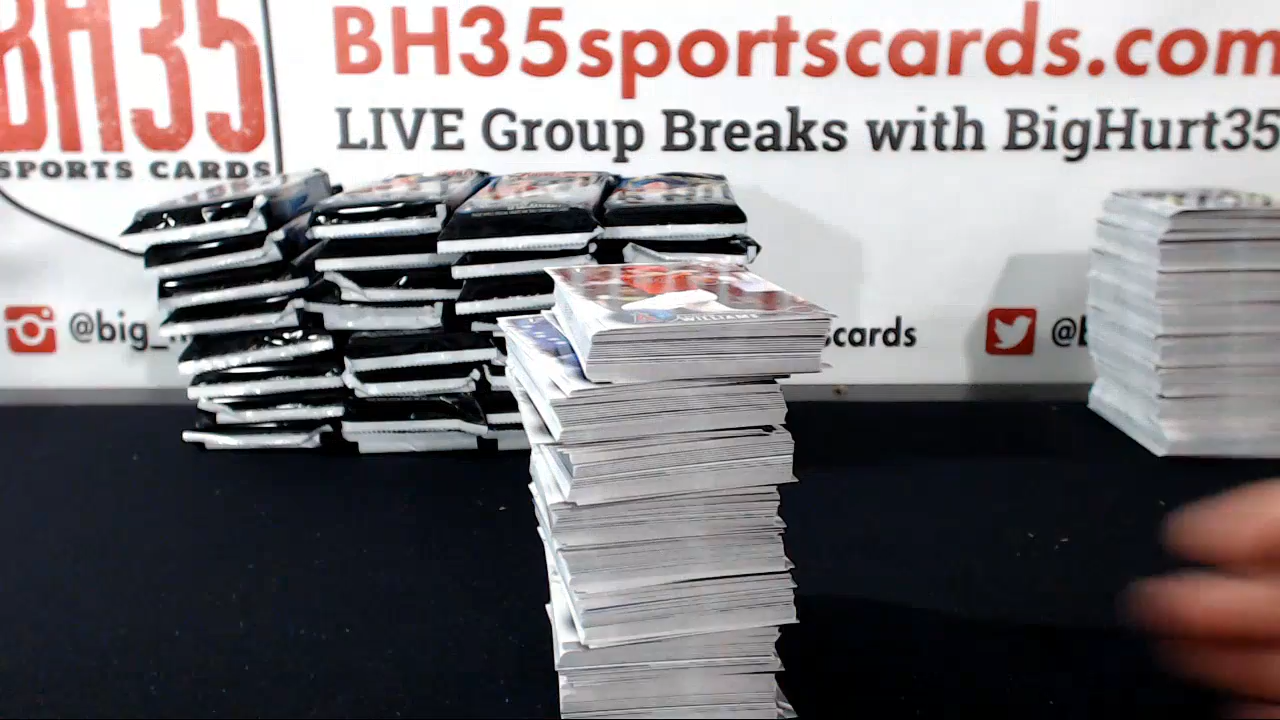 BH35
SPORTS CARDS
BH35sportscards.com
LIVE Group Breaks with BigHurt35
@big_
scards
@b
WILLIAMS